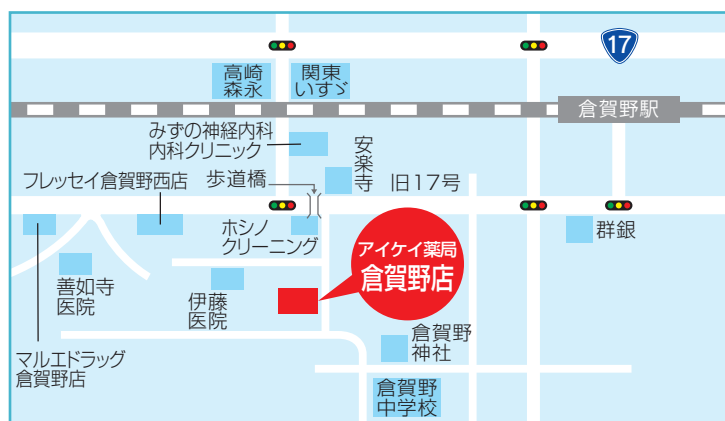 17
高崎
森永
関東
いすゞ
倉賀野駅
みずの神経内科
内科クリニック
安楽寺
フレッセイ倉賀野西店
歩道橋
旧17号
ホシノ
クリーニング
アイケイ薬局
倉賀野店
群銀
善如寺
医院
伊藤
医院
倉賀野
神社
マルエドラッグ
倉賀野店
倉賀野
中学校